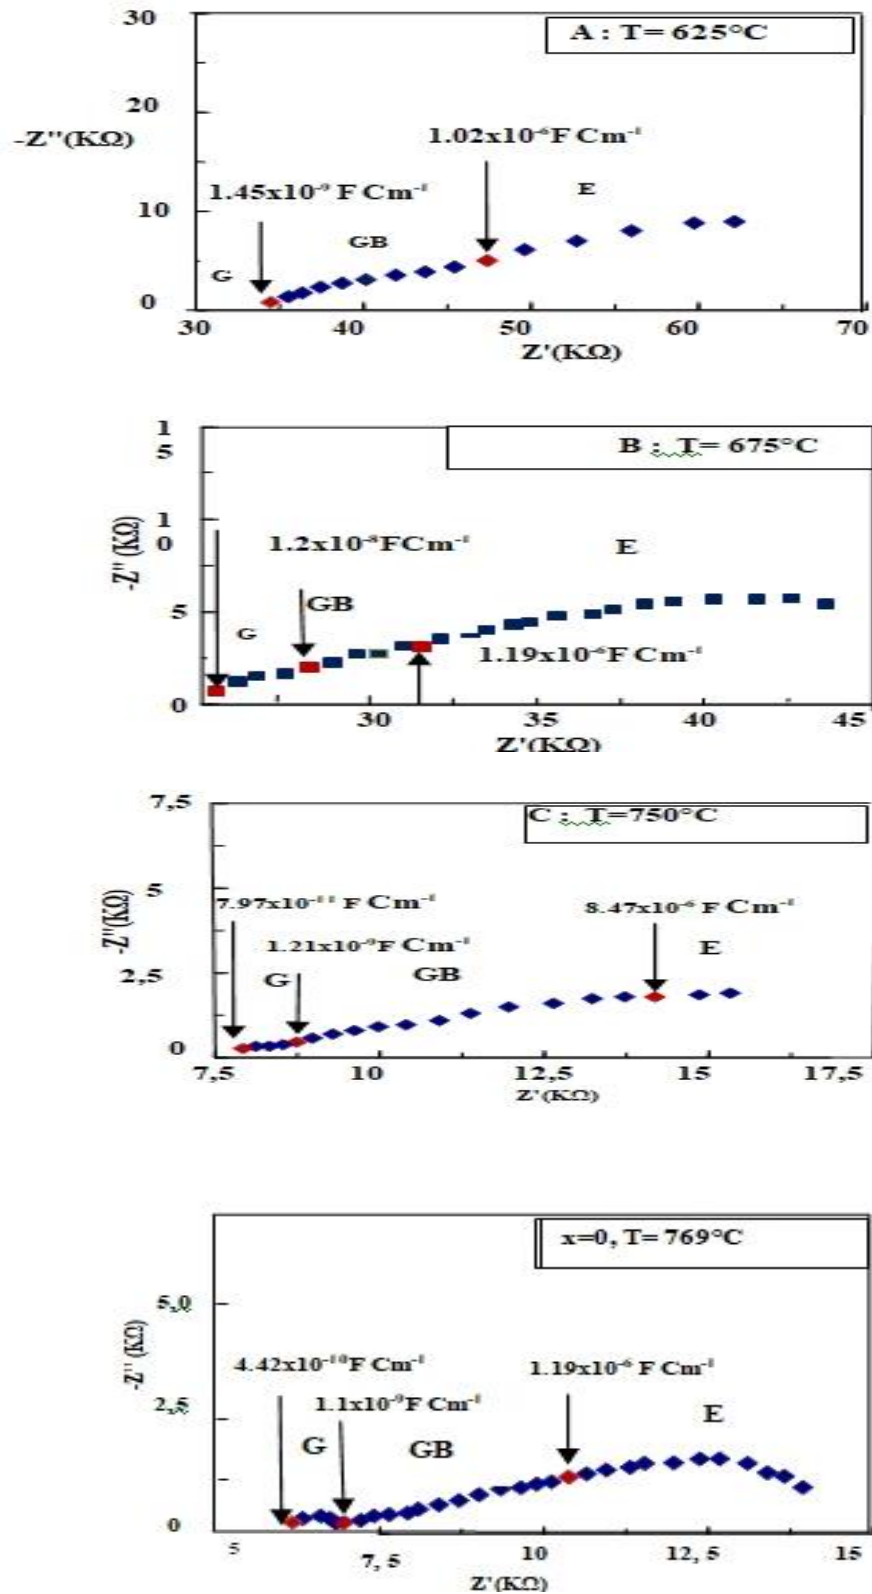 30
A : T= 625°C
20
-Z''(KΩ)
1.02x10⁻⁶F Cm⁻¹
1.45x10⁻⁹ F Cm⁻¹
E
10
GB
G
0
30 40 50 60 70
Z'(KΩ)
1
5
B : T= 675°C
1
0
-Z'' (KΩ)
1.2x10⁻⁸FCm⁻¹
E
GB
5
G
1.19x10⁻⁶F Cm⁻¹
0
30 35 40 45
Z'(KΩ)
7,5
C : T=750°C
5
-Z''(KΩ)
7.97x10⁻¹¹ F Cm⁻¹
8.47x10⁻⁶ F Cm⁻¹
1.21x10⁻⁹F Cm⁻¹
E
G
GB
2,5
0
7,5 10 12,5 15 17,5
Z'(KΩ)
x=0, T= 769°C
5,0
-Z'' (KΩ)
4.42x10⁻¹⁰F Cm⁻¹
1.19x10⁻⁶ F Cm⁻¹
2,5
1.1x10⁻⁹F Cm⁻¹
E
G
GB
0
5 7, 5 10 12, 5 15
Z'(KΩ)